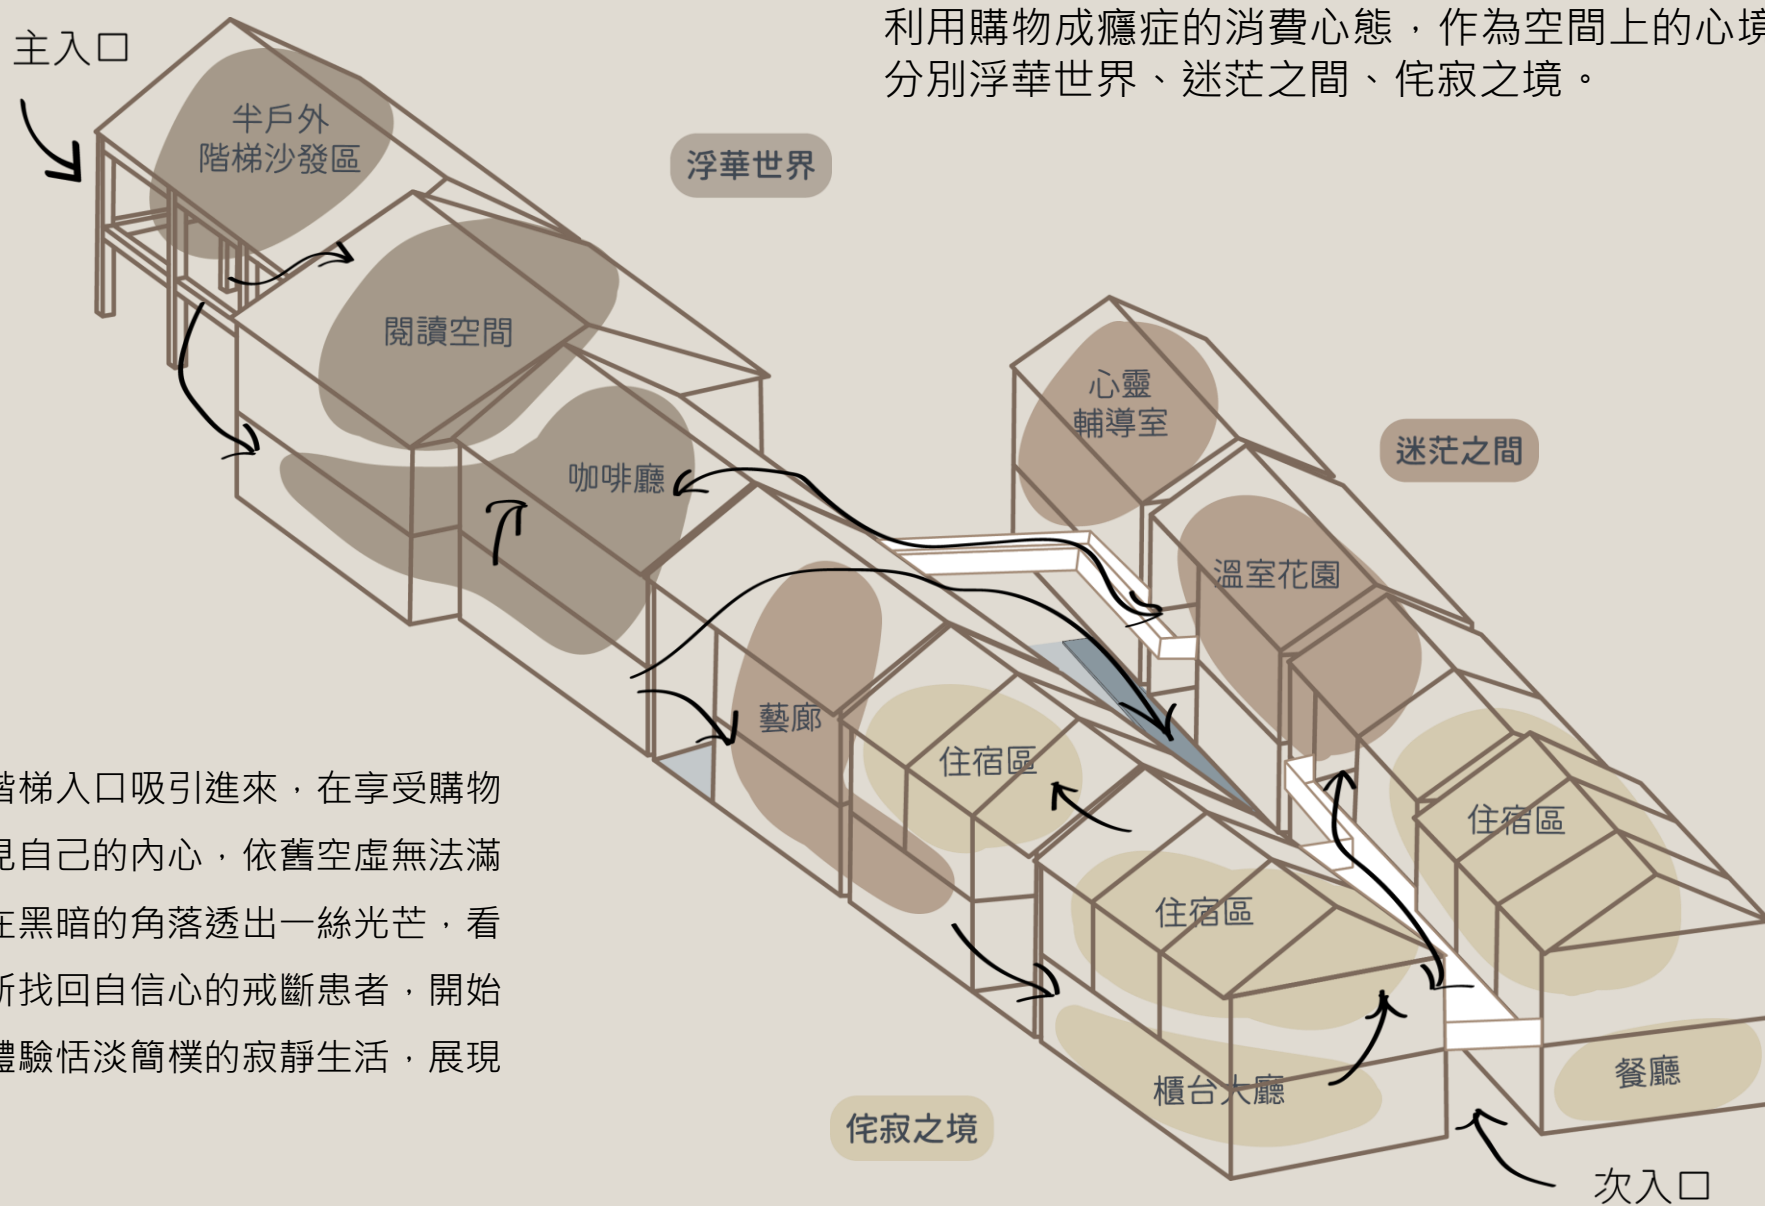 利用購物成癮症的消費心態，作為空間上的心境
分別浮華世界、迷茫之間、侘寂之境。
主入口
半戶外
階梯沙發區
浮華世界
閱讀空間
心靈
輔導室
迷茫之間
咖啡廳
溫室花園
藝廊
住宿區
住宿區
住宿區
階梯入口吸引進來，在享受購物
見自己的內心，依舊空虛無法滿
在黑暗的角落透出一絲光芒，看
新找回自信心的戒斷患者，開始
體驗恬淡簡樸的寂靜生活，展現
櫃台大廳
餐廳
侘寂之境
次入口